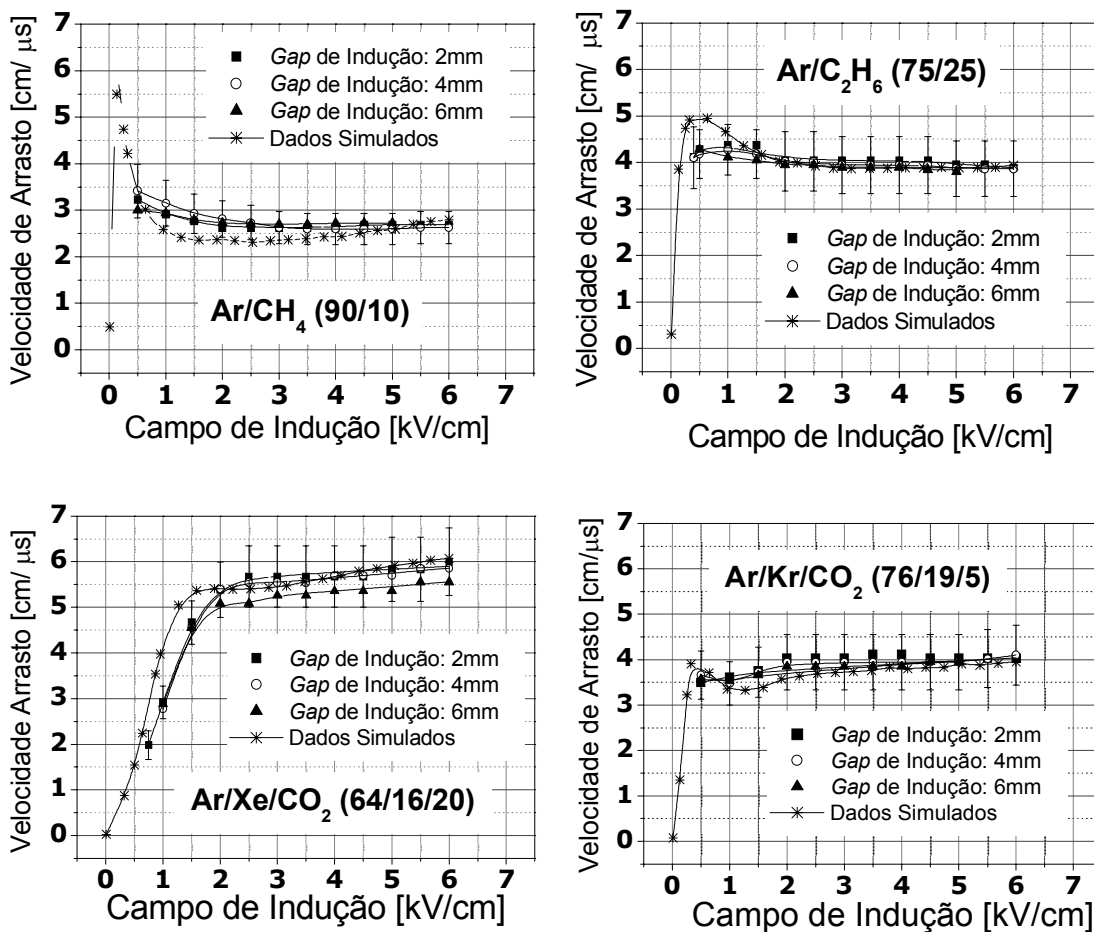 Velocidade de Arrasto [cm/ μs]
7
6
5
4
3
2
1
0
Gap de Indução: 2mm
Gap de Indução: 4mm
Gap de Indução: 6mm
Dados Simulados
Ar/CH₄ (90/10)
0 1 2 3 4 5 6 7
Campo de Indução [kV/cm]
Velocidade de Arrasto [cm/ μs]
7
6
5
4
3
2
1
0
Ar/C₂H₆ (75/25)
Gap de Indução: 2mm
Gap de Indução: 4mm
Gap de Indução: 6mm
Dados Simulados
0 1 2 3 4 5 6 7
Campo de Indução [kV/cm]
Velocidade de Arrasto [cm/ μs]
7
6
5
4
3
2
1
0
Gap de Indução: 2mm
Gap de Indução: 4mm
Gap de Indução: 6mm
Dados Simulados
Ar/Xe/CO₂ (64/16/20)
0 1 2 3 4 5 6 7
Campo de Indução [kV/cm]
Velocidade de Arrasto [cm/μs]
7
6
5
4
3
2
1
0
Ar/Kr/CO₂ (76/19/5)
Gap de Indução: 2mm
Gap de Indução: 4mm
Gap de Indução: 6mm
Dados Simulados
0 1 2 3 4 5 6 7
Campo de Indução [kV/cm]